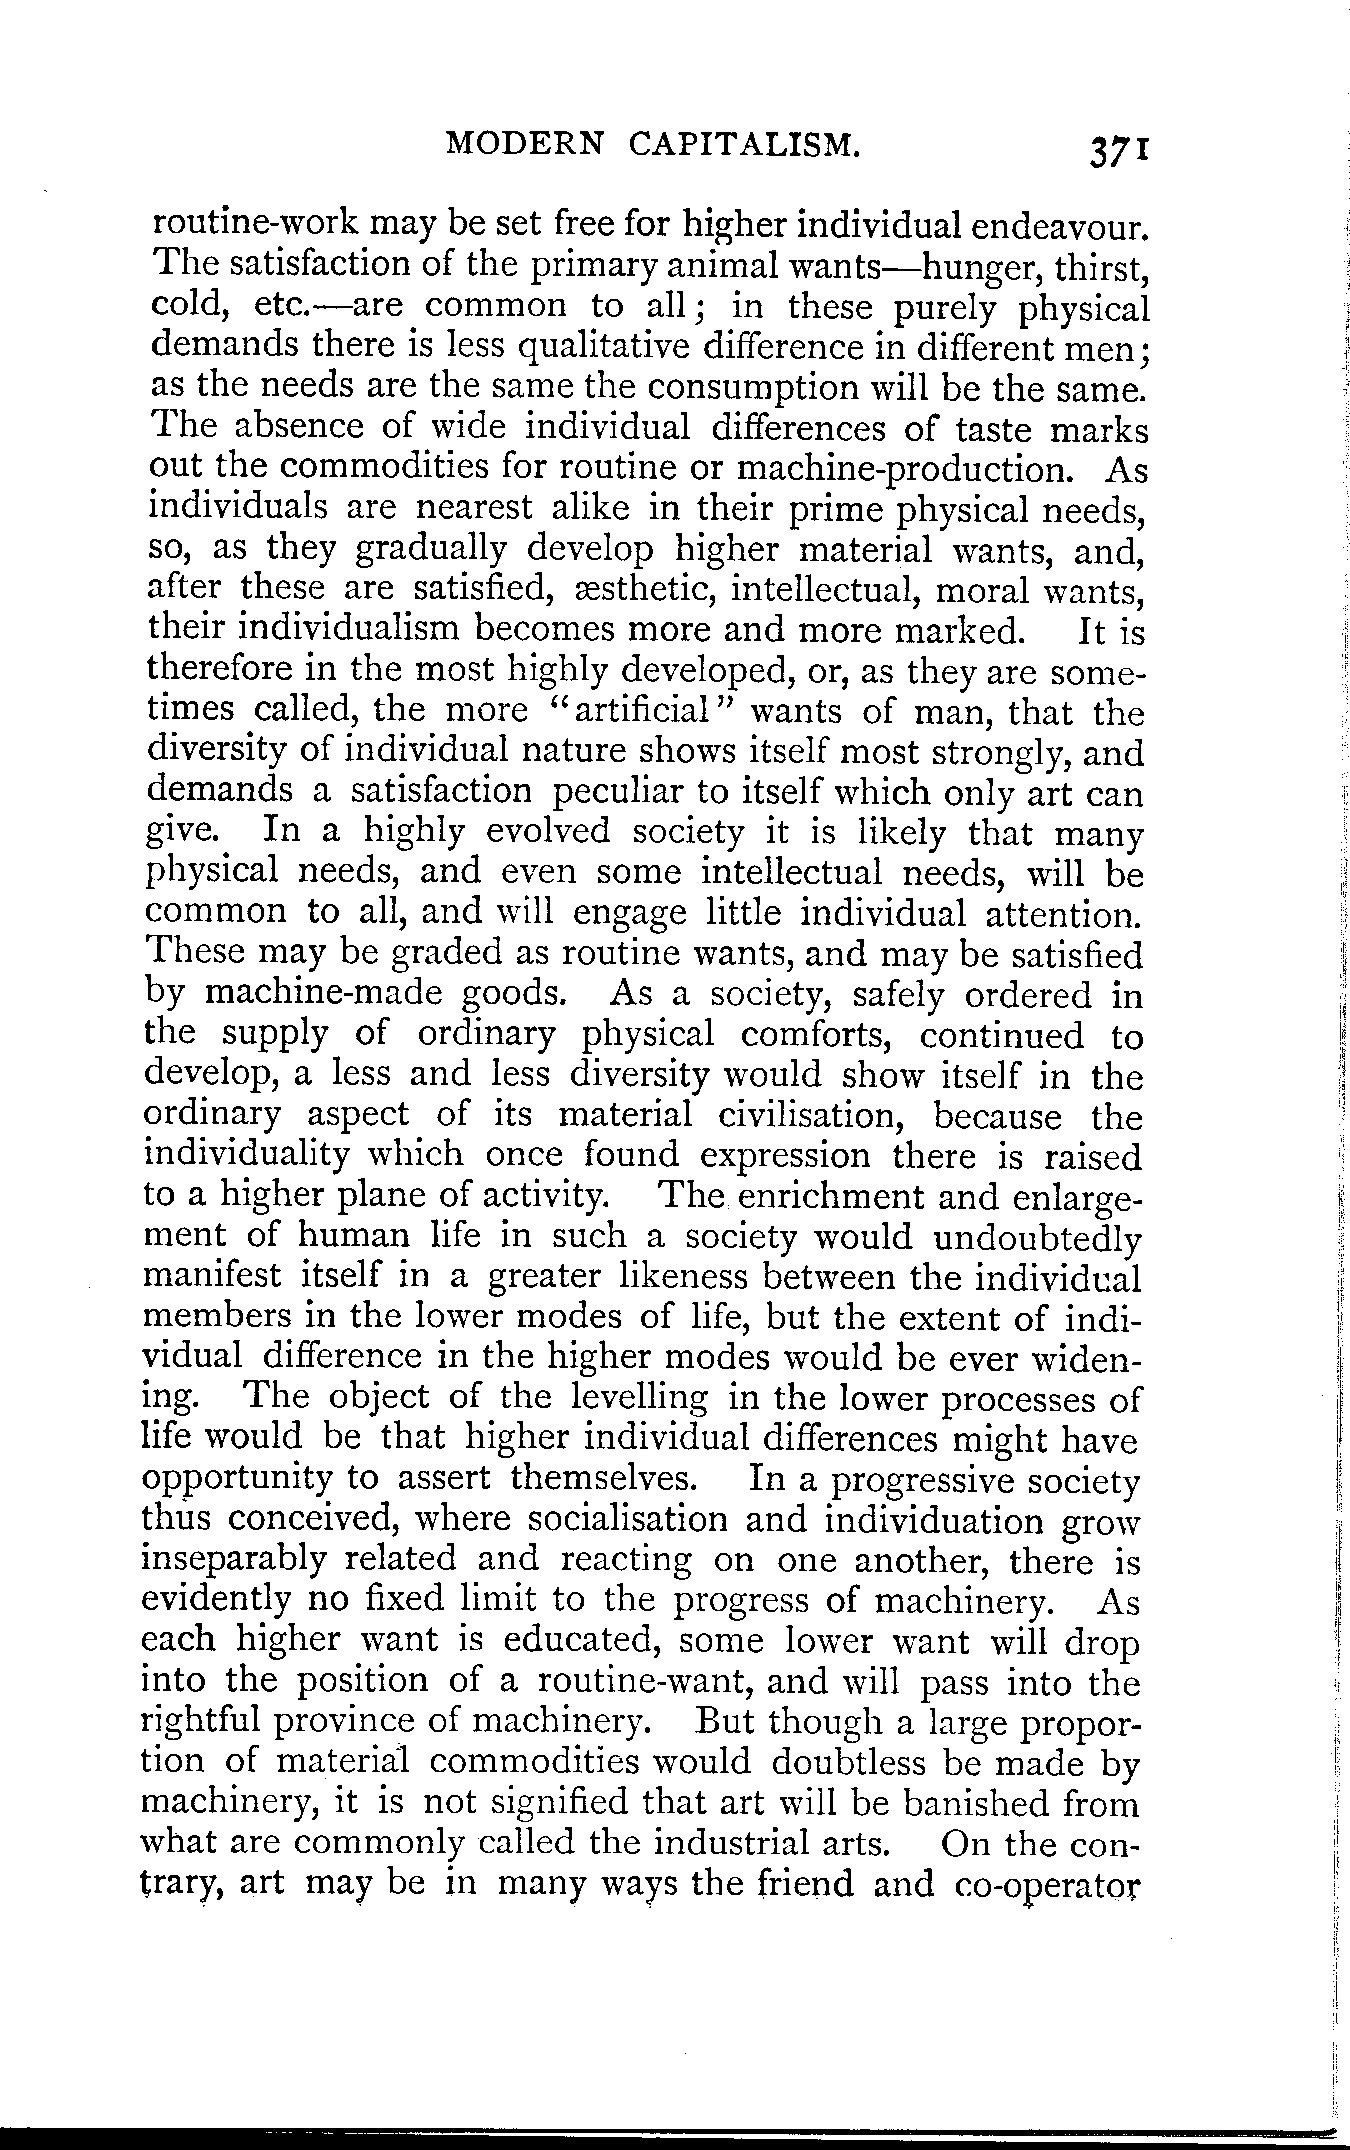 MODERN CAPITALISM. 371
routine-work may be set free for higher individual endeavour.
The satisfaction of the primary animal wants—hunger, thirst,
cold, etc.—are common to all; in these purely physical
demands there is less qualitative difference in different men;
as the needs are the same the consumption will be the same.
The absence of wide individual differences of taste marks
out the commodities for routine or machine-production. As
individuals are nearest alike in their prime physical needs,
so, as they gradually develop higher material wants, and,
after these are satisfied, æsthetic, intellectual, moral wants,
their individualism becomes more and more marked. It is
therefore in the most highly developed, or, as they are some-
times called, the more "artificial" wants of man, that the
diversity of individual nature shows itself most strongly, and
demands a satisfaction peculiar to itself which only art can
give. In a highly evolved society it is likely that many
physical needs, and even some intellectual needs, will be
common to all, and will engage little individual attention.
These may be graded as routine wants, and may be satisfied
by machine-made goods. As a society, safely ordered in
the supply of ordinary physical comforts, continued to
develop, a less and less diversity would show itself in the
ordinary aspect of its material civilisation, because the
individuality which once found expression there is raised
to a higher plane of activity. The enrichment and enlarge-
ment of human life in such a society would undoubtedly
manifest itself in a greater likeness between the individual
members in the lower modes of life, but the extent of indi-
vidual difference in the higher modes would be ever widen-
ing. The object of the levelling in the lower processes of
life would be that higher individual differences might have
opportunity to assert themselves. In a progressive society
thus conceived, where socialisation and individuation grow
inseparably related and reacting on one another, there is
evidently no fixed limit to the progress of machinery. As
each higher want is educated, some lower want will drop
into the position of a routine-want, and will pass into the
rightful province of machinery. But though a large propor-
tion of material commodities would doubtless be made by
machinery, it is not signified that art will be banished from
what are commonly called the industrial arts. On the con-
trary, art may be in many ways the friend and co-operator